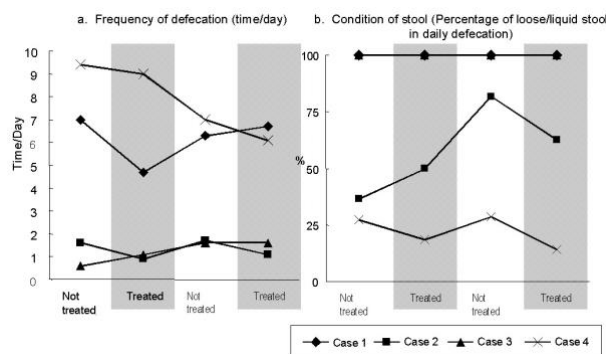 a. Frequency of defecation (time/day)
b. Condition of stool (Percentage of loose/liquid stool
in daily defecation)
Time/Day
10
9
8
7
6
5
4
3
2
1
0
Not
treated
Treated
Not
treated
Treated
%
100
75
50
25
0
Not
treated
Treated
Not
treated
Treated
Case 1
Case 2
Case 3
Case 4